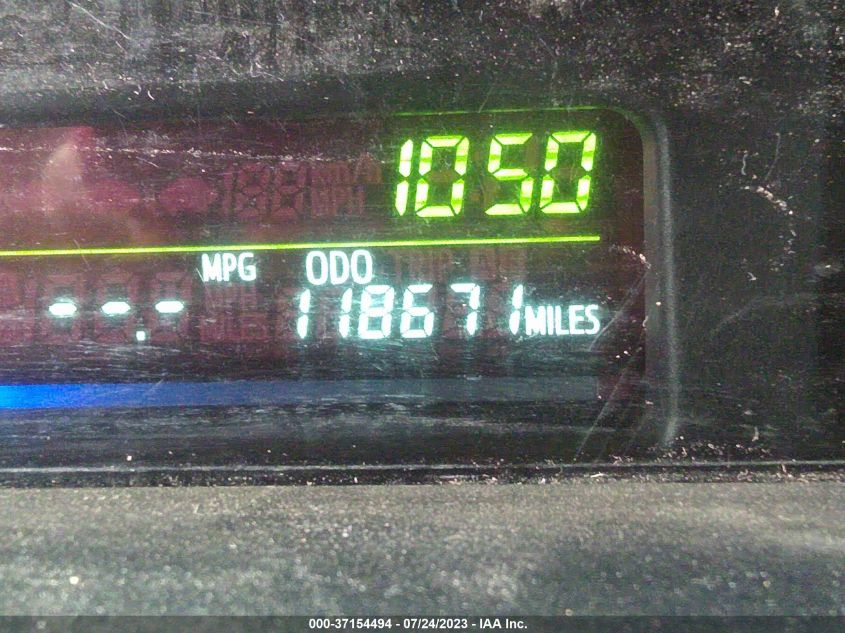 1050
MPG ODO
--.- 118671 MILES
000-37154494 - 07/24/2023 - IAA Inc.